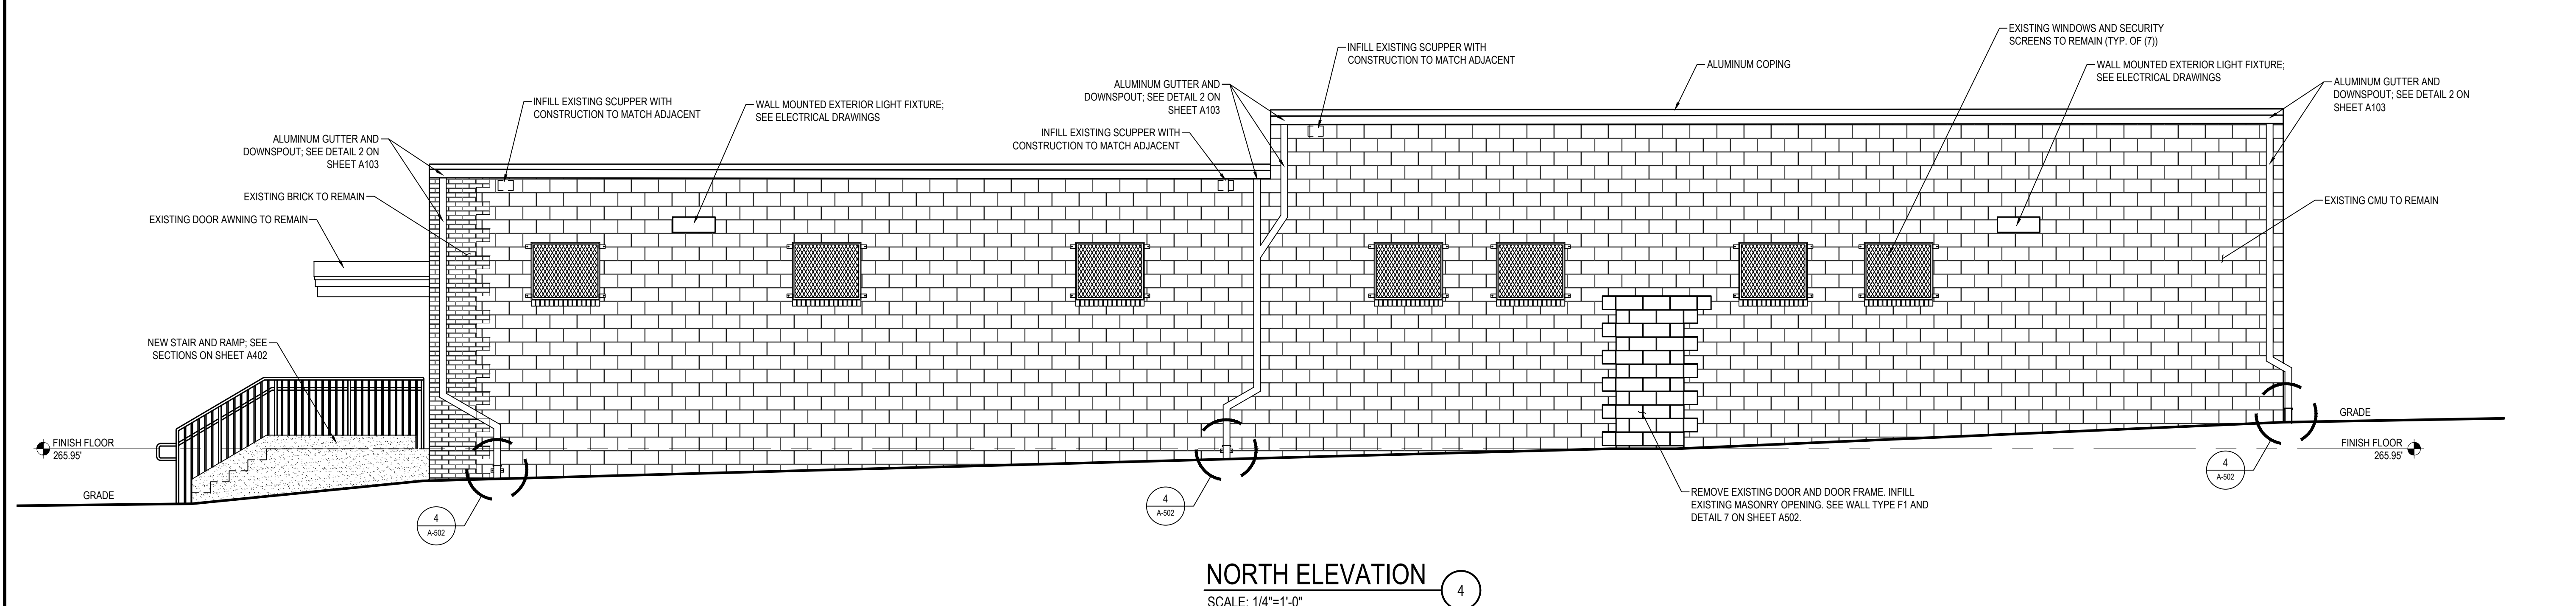 EXISTING WINDOWS AND SECURITY
SCREENS TO REMAIN (TYP. OF (7))
INFILL EXISTING SCUPPER WITH
CONSTRUCTION TO MATCH ADJACENT
ALUMINUM COPING
WALL MOUNTED EXTERIOR LIGHT FIXTURE;
SEE ELECTRICAL DRAWINGS
ALUMINUM GUTTER AND
DOWNSPOUT; SEE DETAIL 2 ON
SHEET A103
ALUMINUM GUTTER AND
DOWNSPOUT; SEE DETAIL 2 ON
SHEET A103
INFILL EXISTING SCUPPER WITH
CONSTRUCTION TO MATCH ADJACENT
WALL MOUNTED EXTERIOR LIGHT FIXTURE;
SEE ELECTRICAL DRAWINGS
INFILL EXISTING SCUPPER WITH
CONSTRUCTION TO MATCH ADJACENT
ALUMINUM GUTTER AND
DOWNSPOUT; SEE DETAIL 2 ON
SHEET A103
EXISTING BRICK TO REMAIN
EXISTING CMU TO REMAIN
EXISTING DOOR AWNING TO REMAIN
NEW STAIR AND RAMP; SEE
SECTIONS ON SHEET A402
GRADE
FINISH FLOOR
265.95'
FINISH FLOOR
265.95'
GRADE
4
A-502
4
A-502
4
A-502
REMOVE EXISTING DOOR AND DOOR FRAME. INFILL
EXISTING MASONRY OPENING. SEE WALL TYPE F1 AND
DETAIL 7 ON SHEET A502.
NORTH ELEVATION
4
SCALE: 1/4"=1'-0"